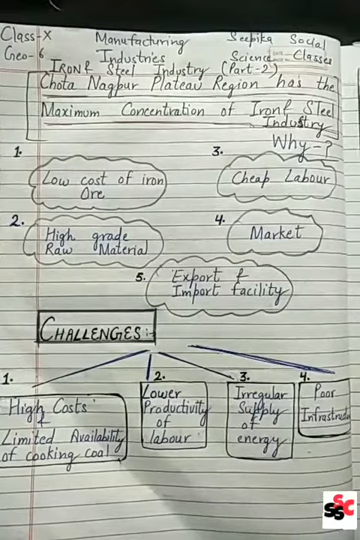 Class-X Manufacturing Deepika Social
Geo-6 Industries Science Classes
Iron & Steel Industry (Part-2)
Chota Nagpur Plateau Region has the
Maximum Concentration of Iron & Steel
Industry
Why-?
1.
Low cost of iron
Ore
3.
Cheap Labour
2.
High grade
Raw Material
4.
Market
5.
Export &
Import facility
CHALLENGES:-
1.
High Costs
&
Limited Availability
of cooking coal
2.
Lower
Productivity
of
labour
3.
Irregular
Supply
of
energy
4.
Poor
SSC